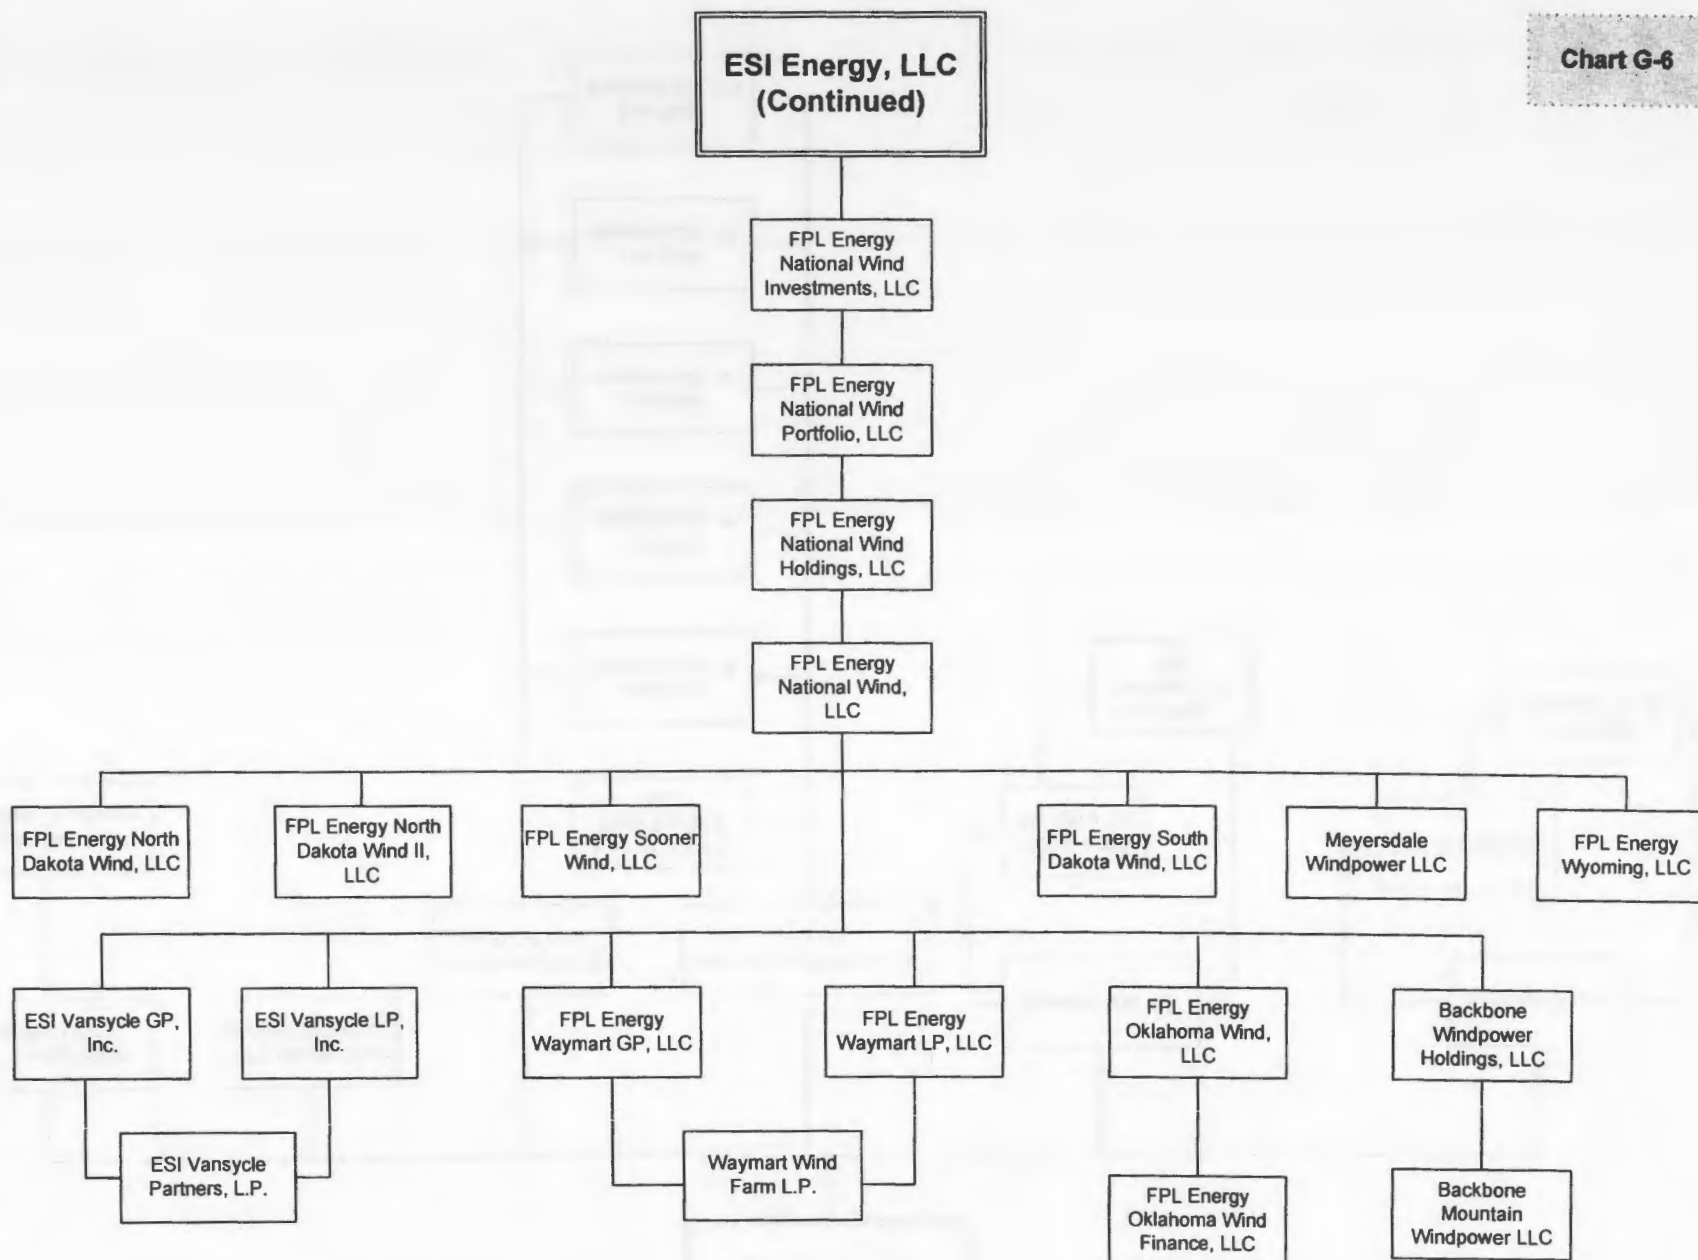 ESI Energy, LLC
(Continued)
Chart G-6
FPL Energy
National Wind
Investments, LLC
FPL Energy
National Wind
Portfolio, LLC
FPL Energy
National Wind
Holdings, LLC
FPL Energy
National Wind,
LLC
FPL Energy North
Dakota Wind, LLC
FPL Energy North
Dakota Wind II,
LLC
FPL Energy Sooner
Wind, LLC
FPL Energy South
Dakota Wind, LLC
Meyersdale
Windpower LLC
FPL Energy
Wyoming, LLC
ESI Vansycle GP,
Inc.
ESI Vansycle LP,
Inc.
FPL Energy
Waymart GP, LLC
FPL Energy
Waymart LP, LLC
FPL Energy
Oklahoma Wind,
LLC
Backbone
Windpower
Holdings, LLC
ESI Vansycle
Partners, L.P.
Waymart Wind
Farm L.P.
FPL Energy
Oklahoma Wind
Finance, LLC
Backbone
Mountain
Windpower LLC